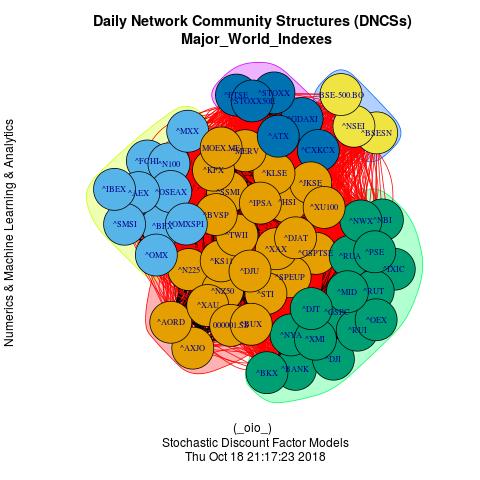 Daily Network Community Structures (DNCSs)
Major_World_Indexes
Numerics & Machine Learning & Analytics
^FTSE
^STOXX
^STOXX50E
BSE-500.BO
^GDAXI
^NSEI
^BSESN
^MXX
^ATX
MOEX.ME
^MERV
^CXKCX
^FCHI
^N100
^KPX
^KLSE
^JKSE
^IBEX
^AEX
^OSEAX
^SSMI
^IPSA
^HSI
^XU100
^SMSI
^BVSP
^NWX
^NBI
^OMXSPI
^TWII
^DJAT
^XAX
^GSPTSE
^RUA
^PSE
^OMX
^N225
^KS11
^DJU
^SPEUP
^IXIC
^NZ50
^STI
^MID
^RUT
^XAU
^DJT
^OEX
^AORD
000001.SS
^BUX
^NYA
^XMI
^RUI
^AXJO
^DJI
^BKX
^BANK
(_oio_)
Stochastic Discount Factor Models
Thu Oct 18 21:17:23 2018